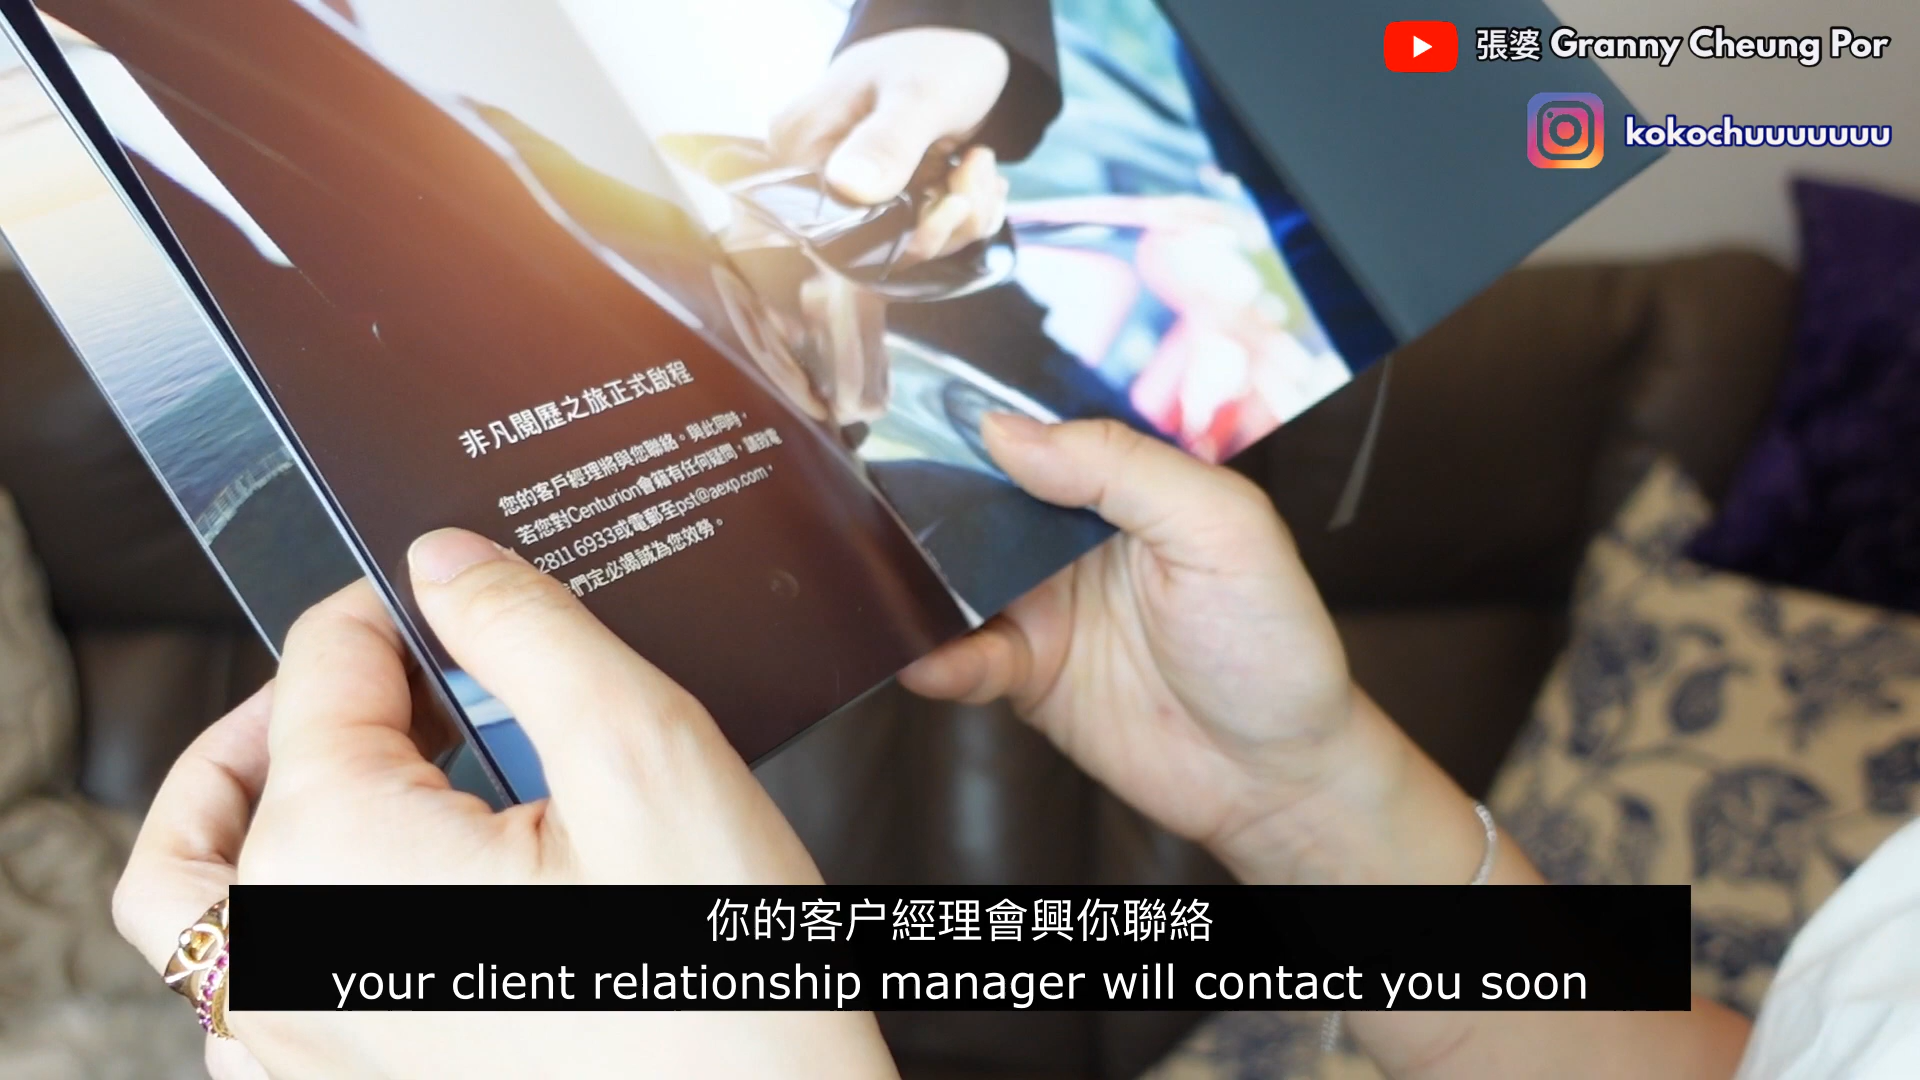 張婆 Granny Cheung Por
kokochuuuuuuu
非凡閱歷之旅正式啟程
您的客戶經理將與您聯絡。與此同時，
若您對Centurion會籍有任何疑問，請致電
2811 6933或電郵至pst@aexp.com，
們定必竭誠為您效勞。
你的客户經理會興你聯絡
your client relationship manager will contact you soon